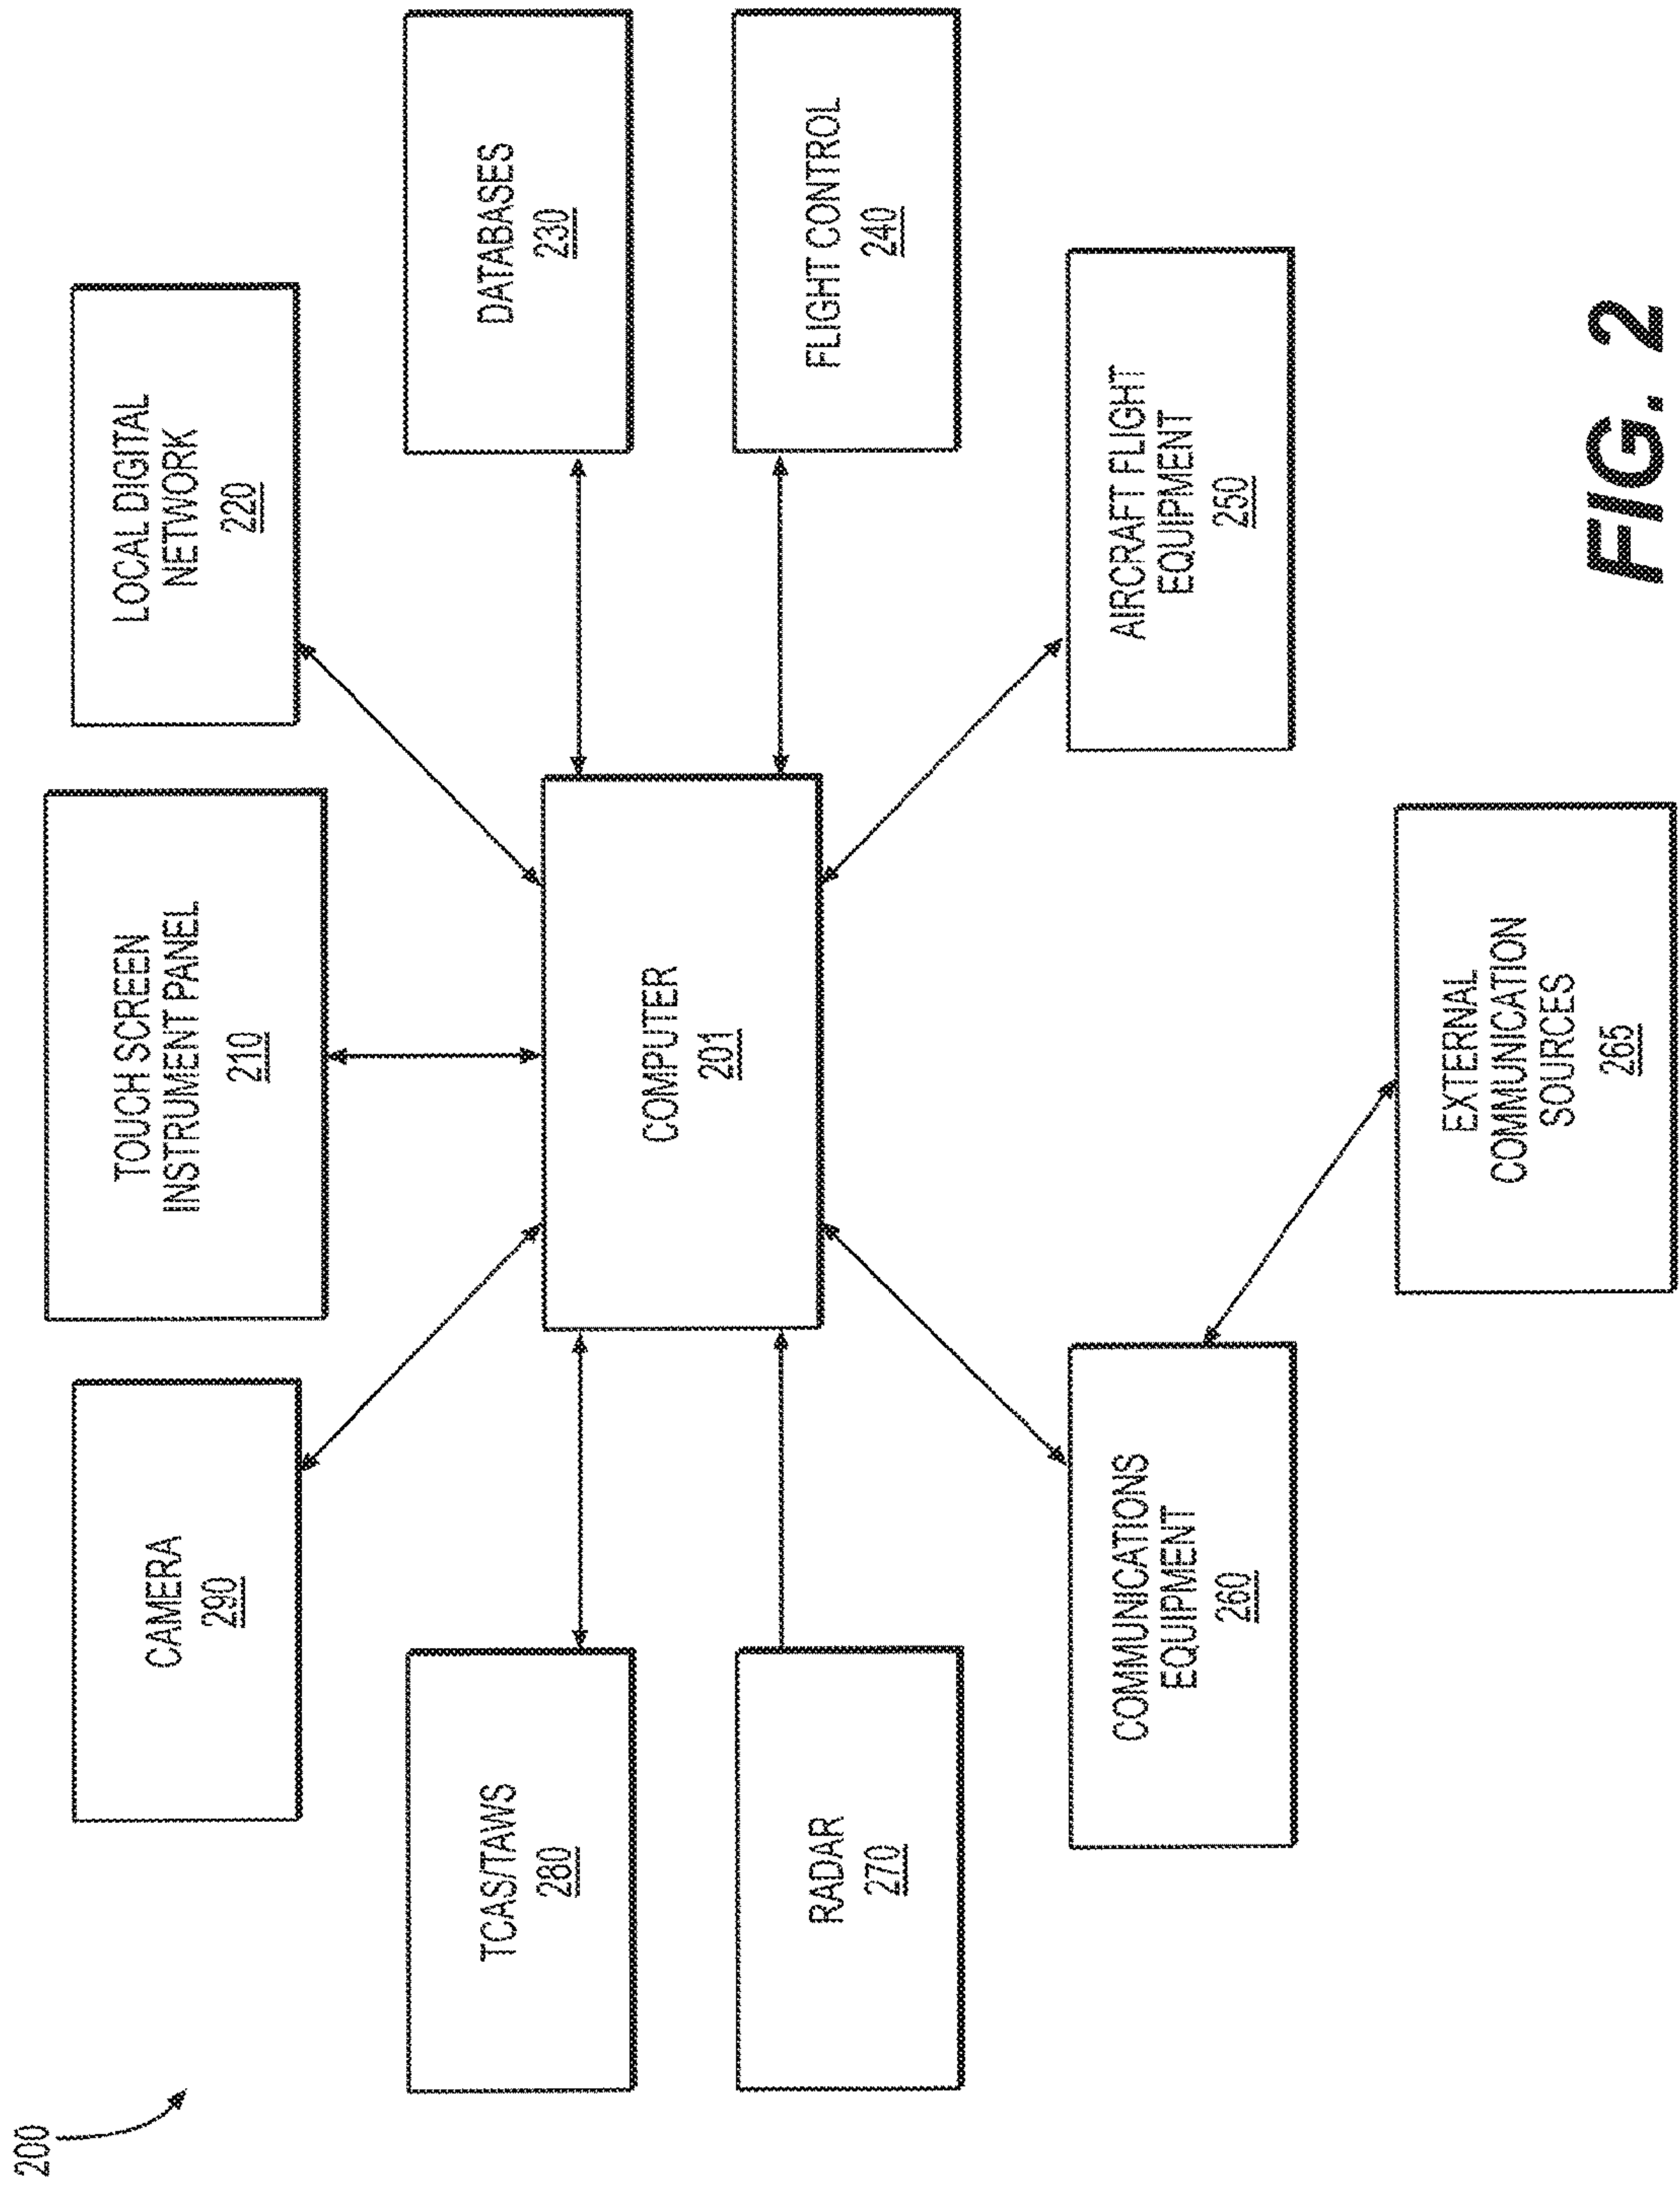 200
TOUCH SCREEN
INSTRUMENT PANEL
210
CAMERA
290
LOCAL DIGITAL
NETWORK
220
TCAS/TAWS
280
DATABASES
230
COMPUTER
201
RADAR
270
FLIGHT CONTROL
240
COMMUNICATIONS
EQUIPMENT
260
AIRCRAFT FLIGHT
EQUIPMENT
250
EXTERNAL
COMMUNICATION
SOURCES
265
FIG. 2